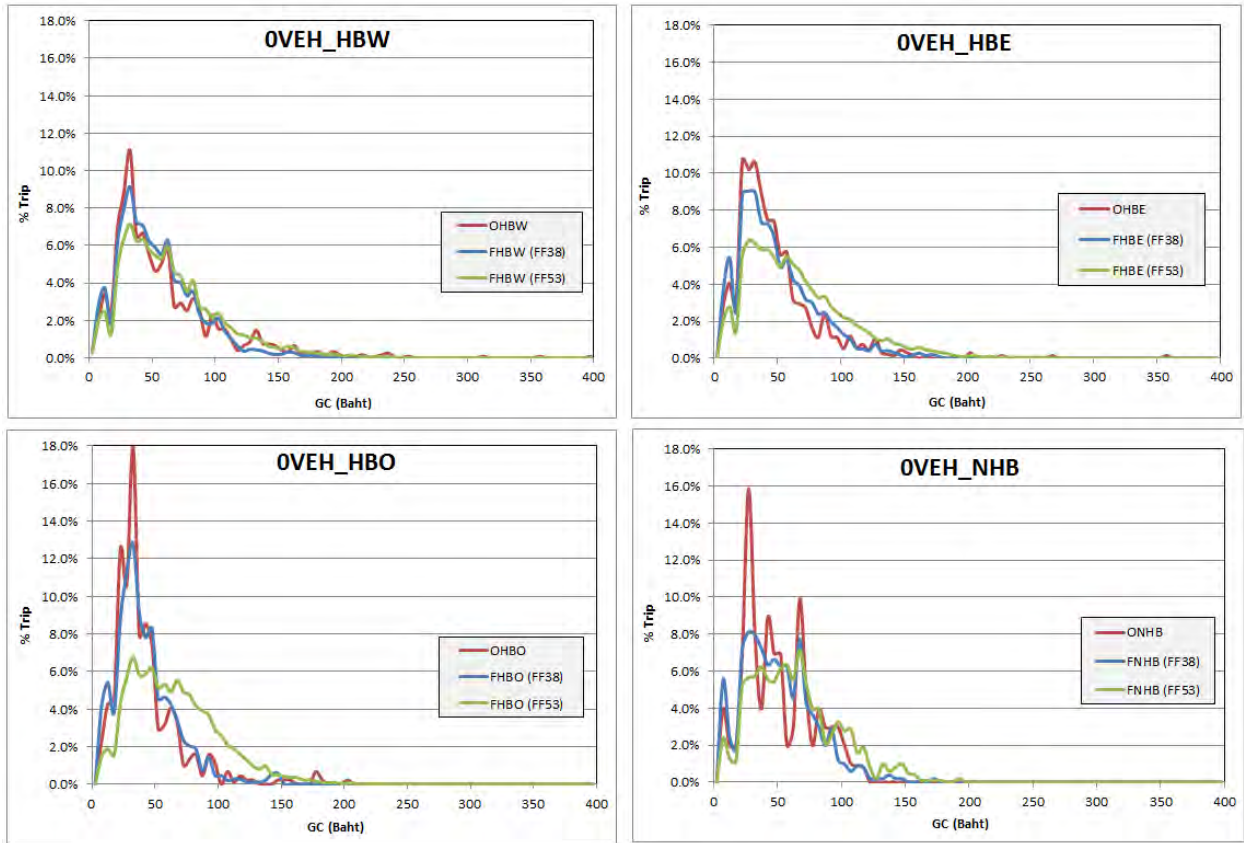 0VEH_HBW
18.0%
16.0%
14.0%
12.0%
10.0%
8.0%
6.0%
4.0%
2.0%
0.0%
% Trip
OHBW
FHBW (FF38)
FHBW (FF53)
0 50 100 150 200 250 300 350 400
GC (Baht)
0VEH_HBE
18.0%
16.0%
14.0%
12.0%
10.0%
8.0%
6.0%
4.0%
2.0%
0.0%
% Trip
OHBE
FHBE (FF38)
FHBE (FF53)
0 50 100 150 200 250 300 350 400
GC (Baht)
0VEH_HBO
18.0%
16.0%
14.0%
12.0%
10.0%
8.0%
6.0%
4.0%
2.0%
0.0%
% Trip
OHBO
FHBO (FF38)
FHBO (FF53)
0 50 100 150 200 250 300 350 400
GC (Baht)
0VEH_NHB
18.0%
16.0%
14.0%
12.0%
10.0%
8.0%
6.0%
4.0%
2.0%
0.0%
% Trip
ONHB
FNHB (FF38)
FNHB (FF53)
0 50 100 150 200 250 300 350 400
GC (Baht)